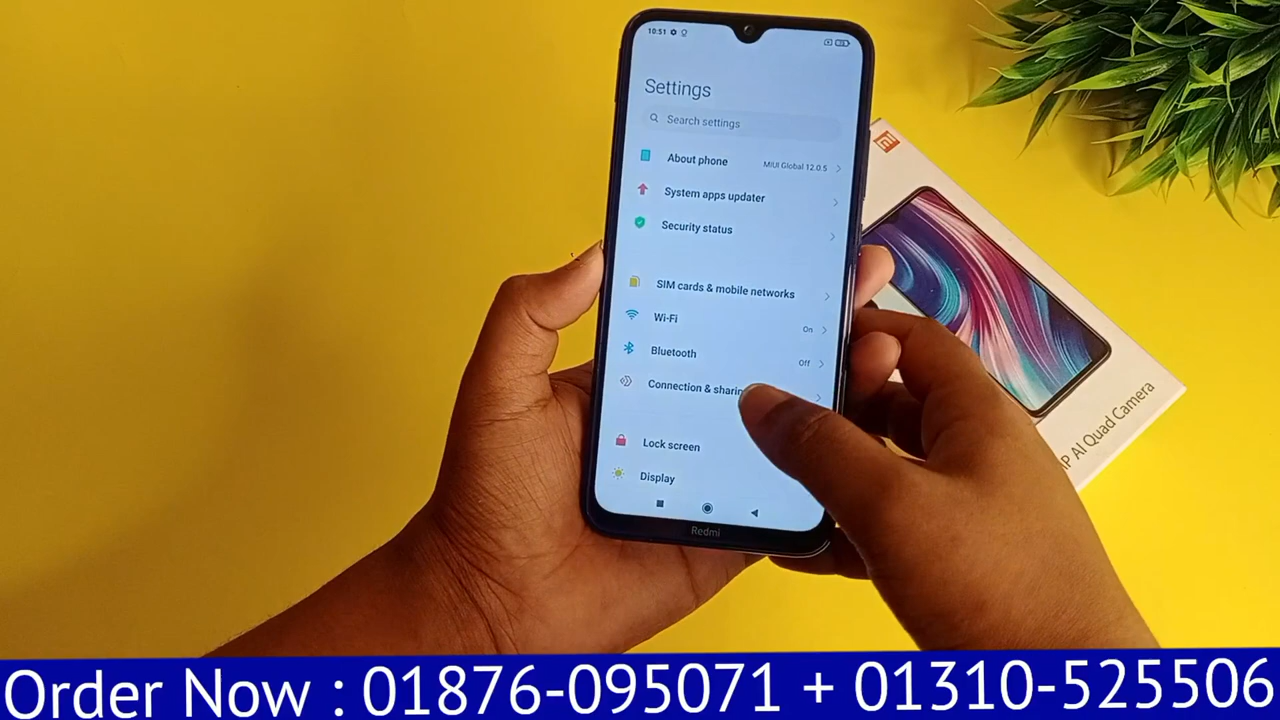 10:51
Settings
Search settings
About phone MIUI Global 12.0.5
System apps updater
Security status
SIM cards & mobile networks
Wi-Fi On
Bluetooth Off
Connection & sharin
Lock screen
Display
Redmi
mi
P AI Quad Camera
Order Now : 01876-095071 + 01310-525506